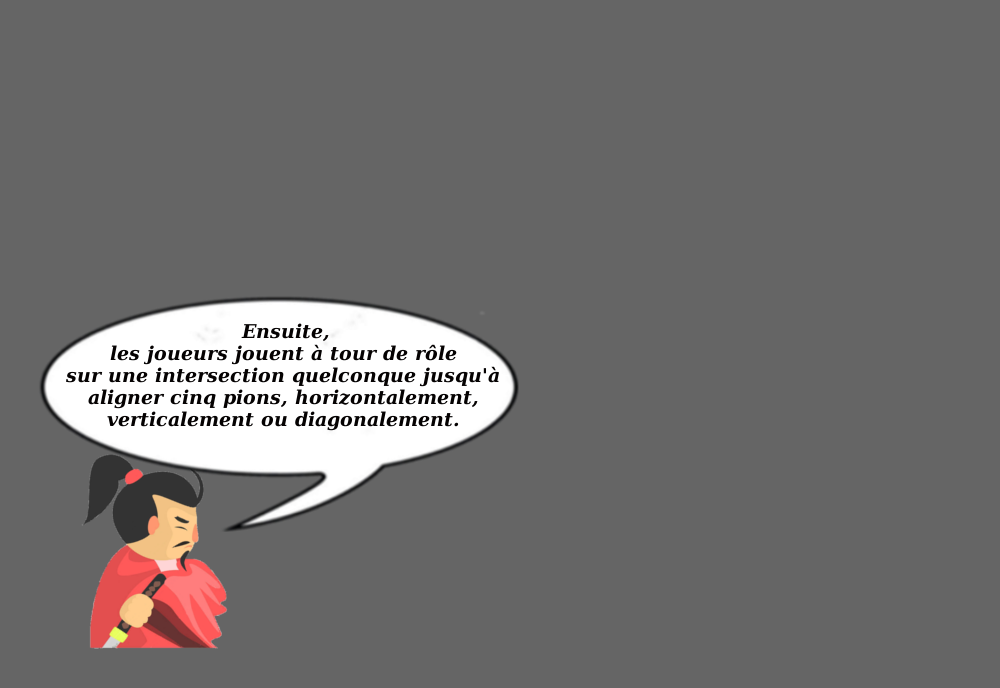 Ensuite,
les joueurs jouent à tour de rôle
sur une intersection quelconque jusqu'à
aligner cinq pions, horizontalement,
verticalement ou diagonalement.